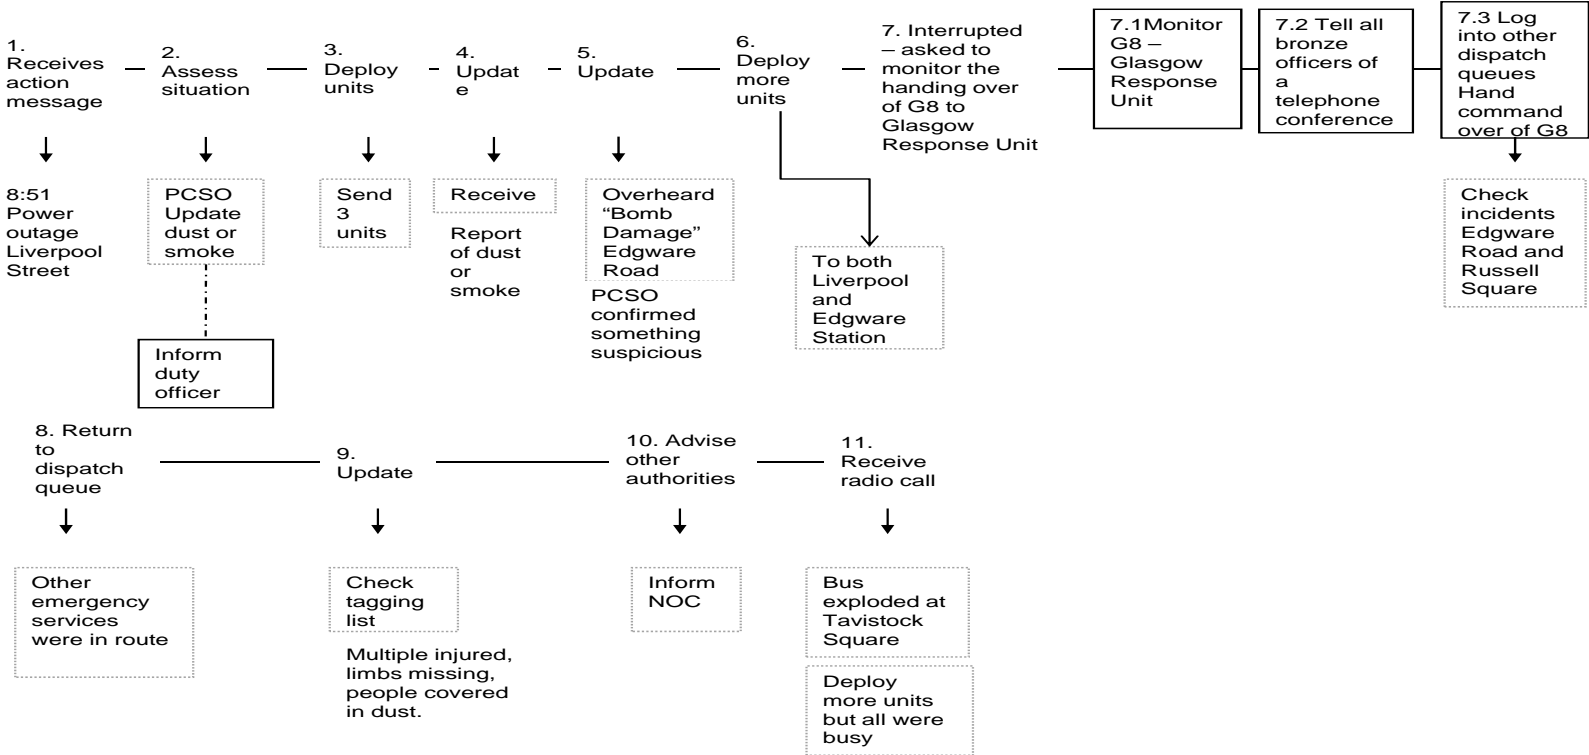 1.
Receives
action
message
2.
Assess
situation
3.
Deploy
units
4.
Updat
e
5.
Update
6.
Deploy
more
units
7. Interrupted
– asked to
monitor the
handing over
of G8 to
Glasgow
Response Unit
7.1Monitor
G8 –
Glasgow
Response
Unit
7.2 Tell all
bronze
officers of
a
telephone
conference
7.3 Log
into other
dispatch
queues
Hand
command
over of G8
8:51
Power
outage
Liverpool
Street
PCSO
Update
dust or
smoke
Inform
duty
officer
Send
3
units
Receive
Report
of dust
or
smoke
Overheard
“Bomb
Damage”
Edgware
Road
PCSO
confirmed
something
suspicious
To both
Liverpool
and
Edgware
Station
Check
incidents
Edgware
Road and
Russell
Square
8. Return
to
dispatch
queue
9.
Update
10. Advise
other
authorities
11.
Receive
radio call
Other
emergency
services
were in route
Check
tagging
list
Multiple injured,
limbs missing,
people covered
in dust.
Inform
NOC
Bus
exploded at
Tavistock
Square
Deploy
more units
but all were
busy